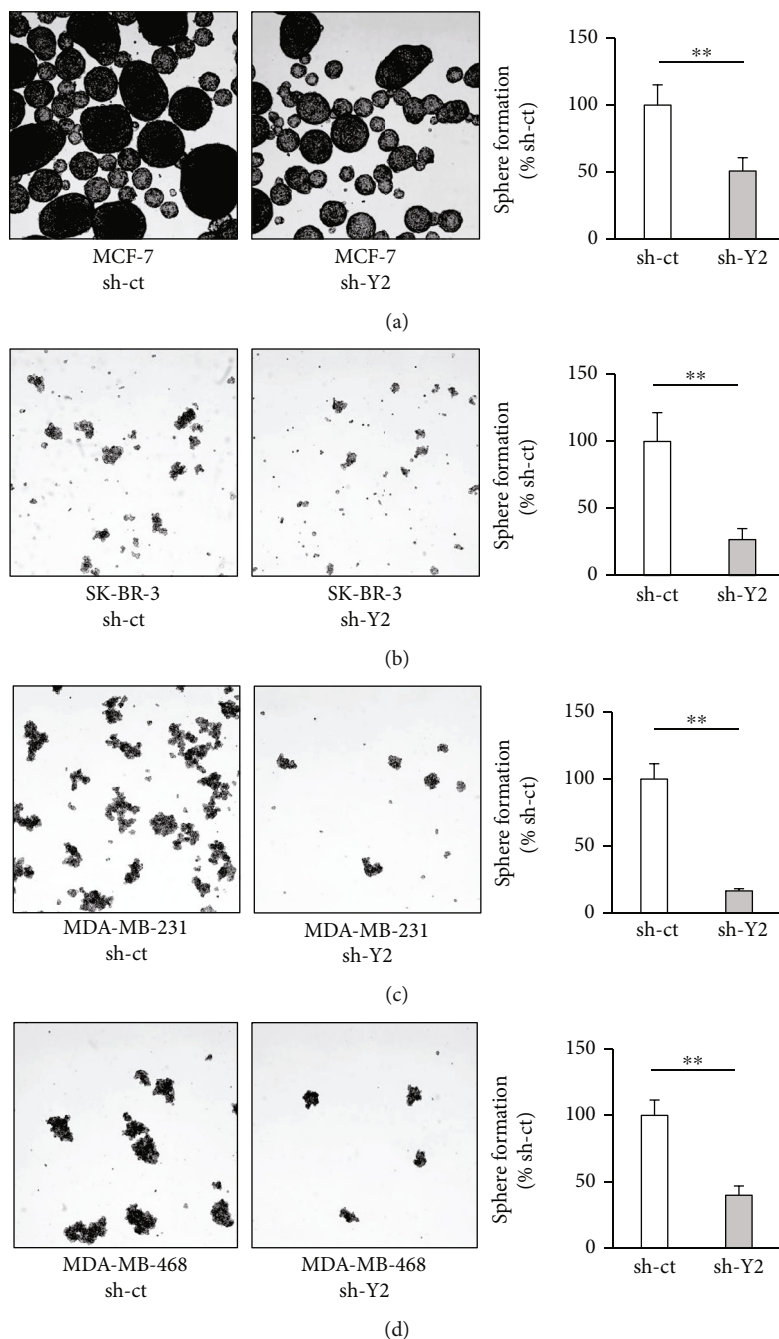 MCF-7
sh-ct
MCF-7
sh-Y2
Sphere formation
(% sh-ct)
150
100
50
0
**
sh-ct
sh-Y2
(a)
SK-BR-3
sh-ct
SK-BR-3
sh-Y2
Sphere formation
(% sh-ct)
150
100
50
0
**
sh-ct
sh-Y2
(b)
MDA-MB-231
sh-ct
MDA-MB-231
sh-Y2
Sphere formation
(% sh-ct)
150
100
50
0
**
sh-ct
sh-Y2
(c)
MDA-MB-468
sh-ct
MDA-MB-468
sh-Y2
Sphere formation
(% sh-ct)
150
100
50
0
**
sh-ct
sh-Y2
(d)